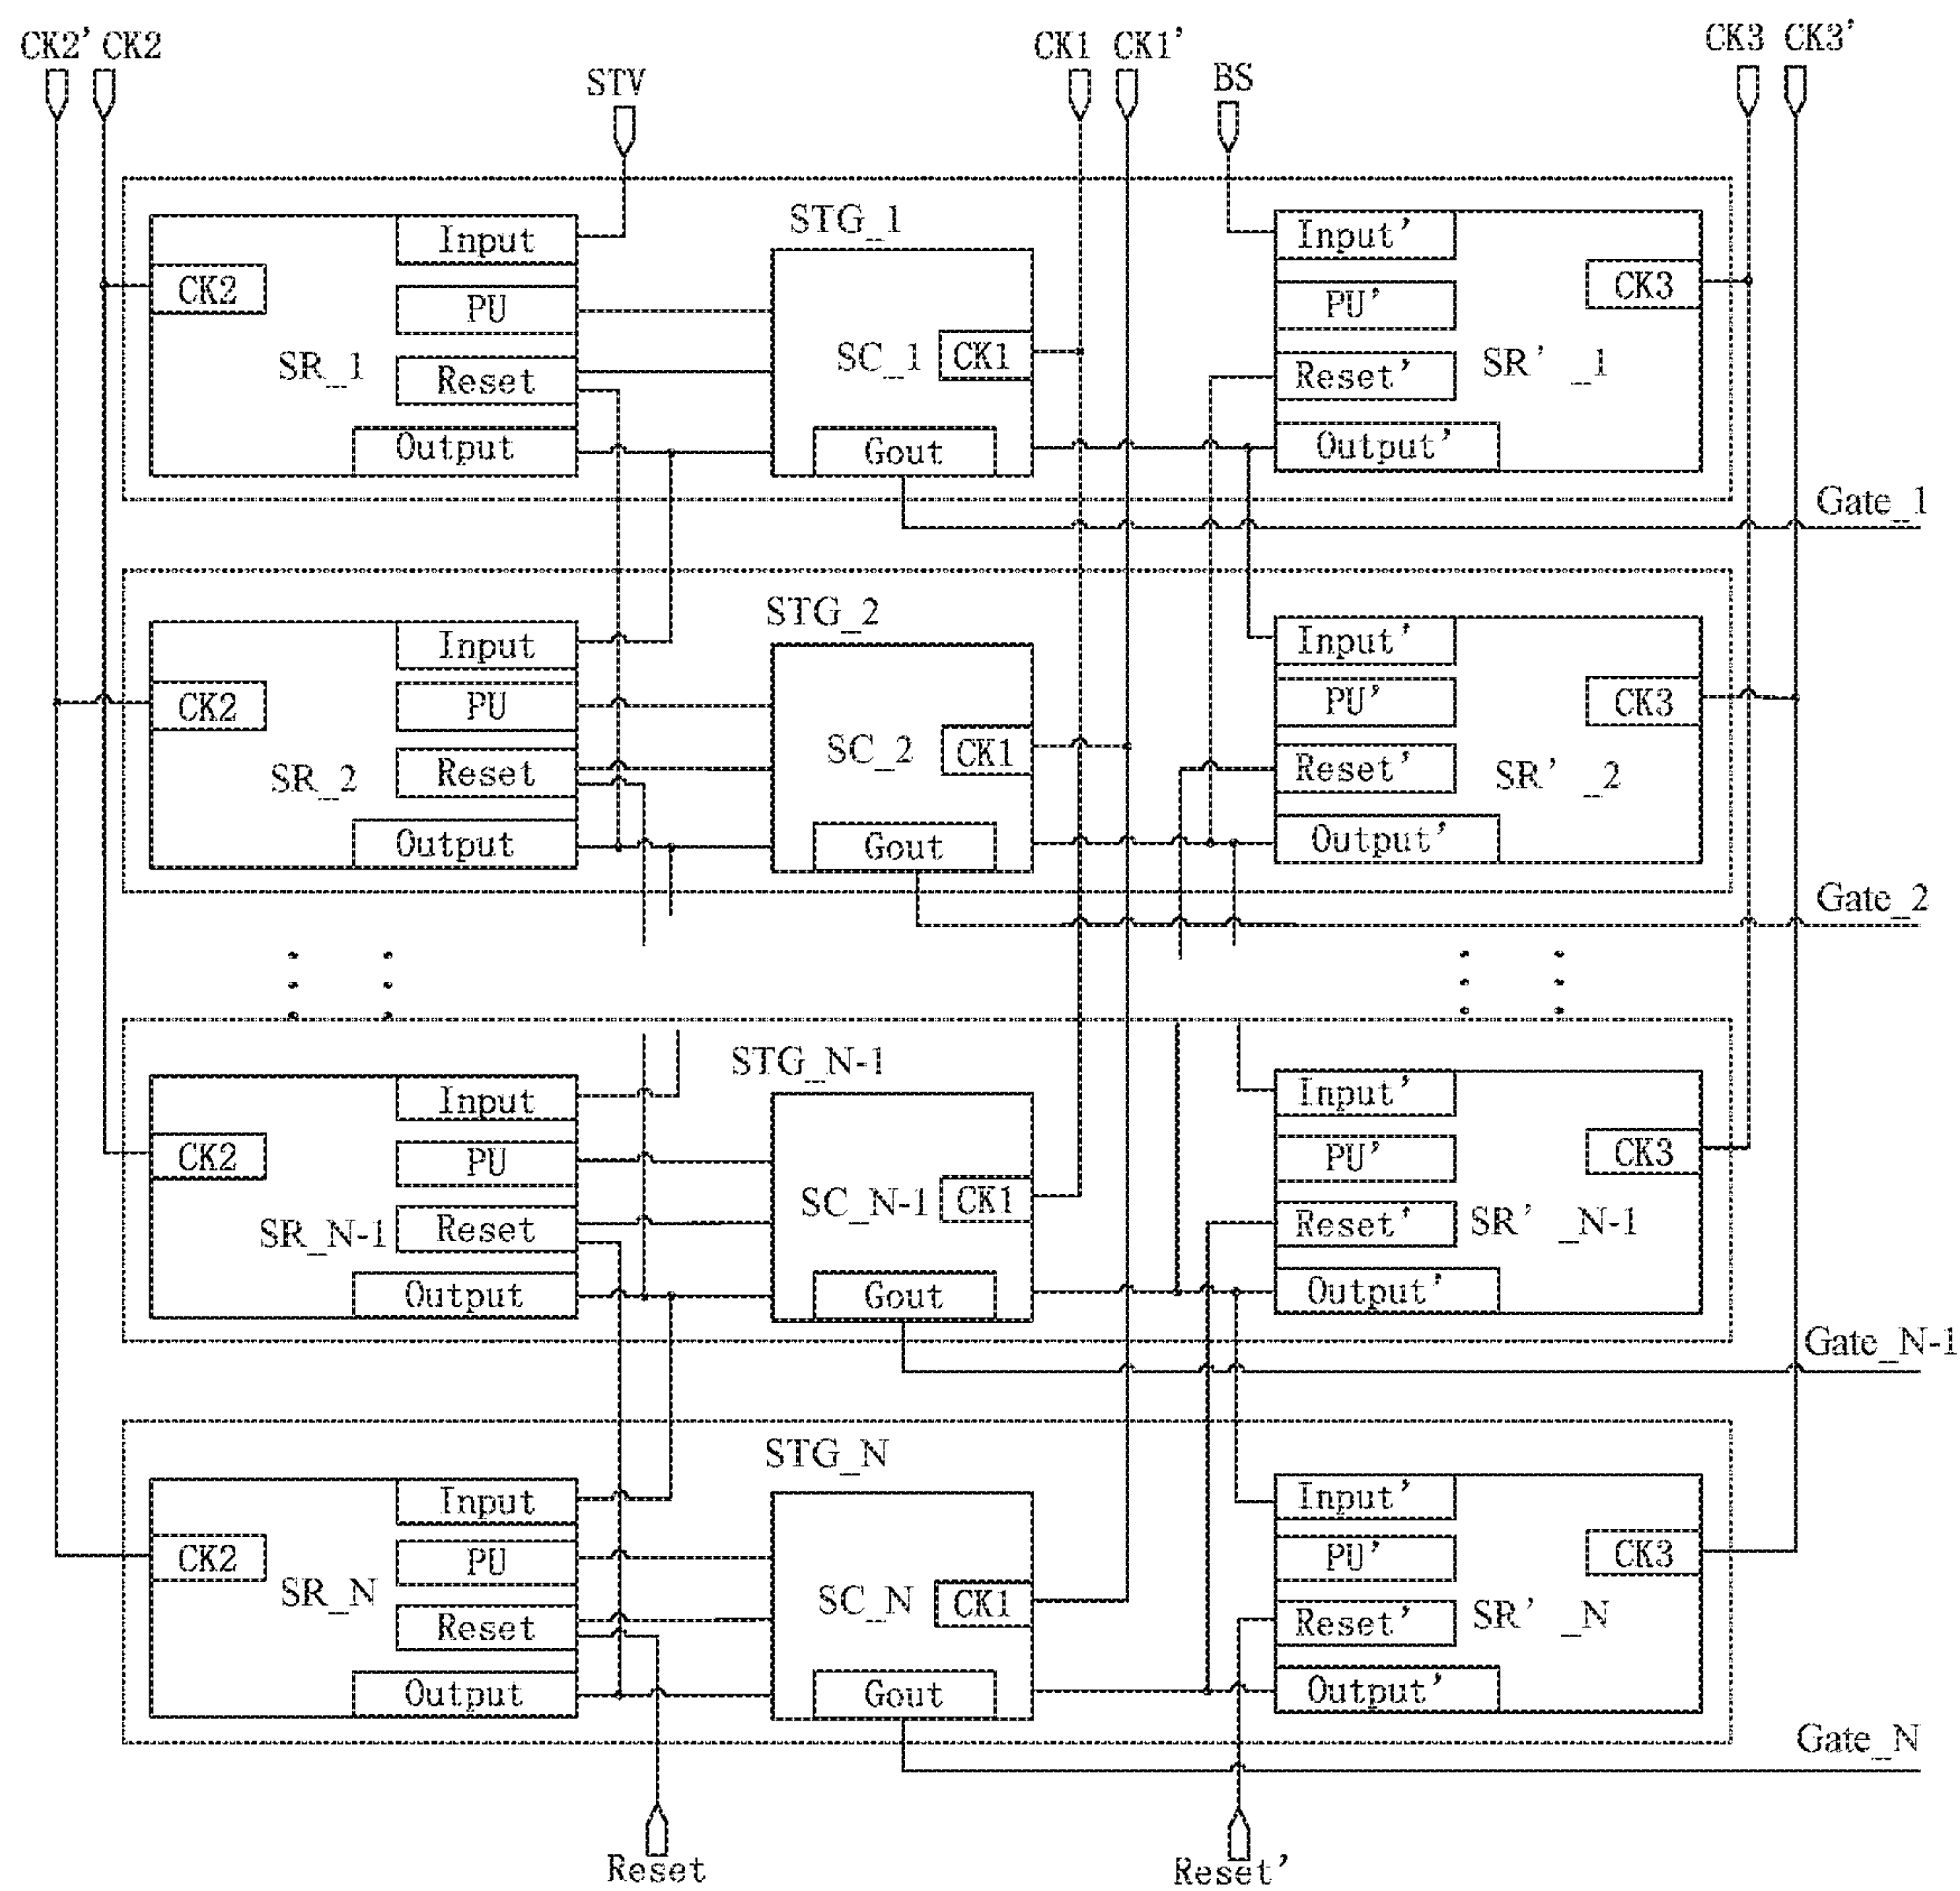 CK2' CK2 STV CK1 CK1' BS CK3 CK3'
STG_1
Input
CK2
PU
SR_1
Reset
Output
SC_1
CK1
Gout
Input'
PU'
CK3
Reset'
SR'_1
Output'
Gate_1
STG_2
Input
CK2
PU
SR_2
Reset
Output
SC_2
CK1
Gout
Input'
PU'
CK3
Reset'
SR'_2
Output'
Gate_2
STG_N-1
Input
CK2
PU
SR_N-1
Reset
Output
SC_N-1
CK1
Gout
Input'
PU'
CK3
Reset'
SR'_N-1
Output'
Gate_N-1
STG_N
Input
CK2
PU
SR_N
Reset
Output
SC_N
CK1
Gout
Input'
PU'
CK3
Reset'
SR'_N
Output'
Gate_N
Reset
Reset'